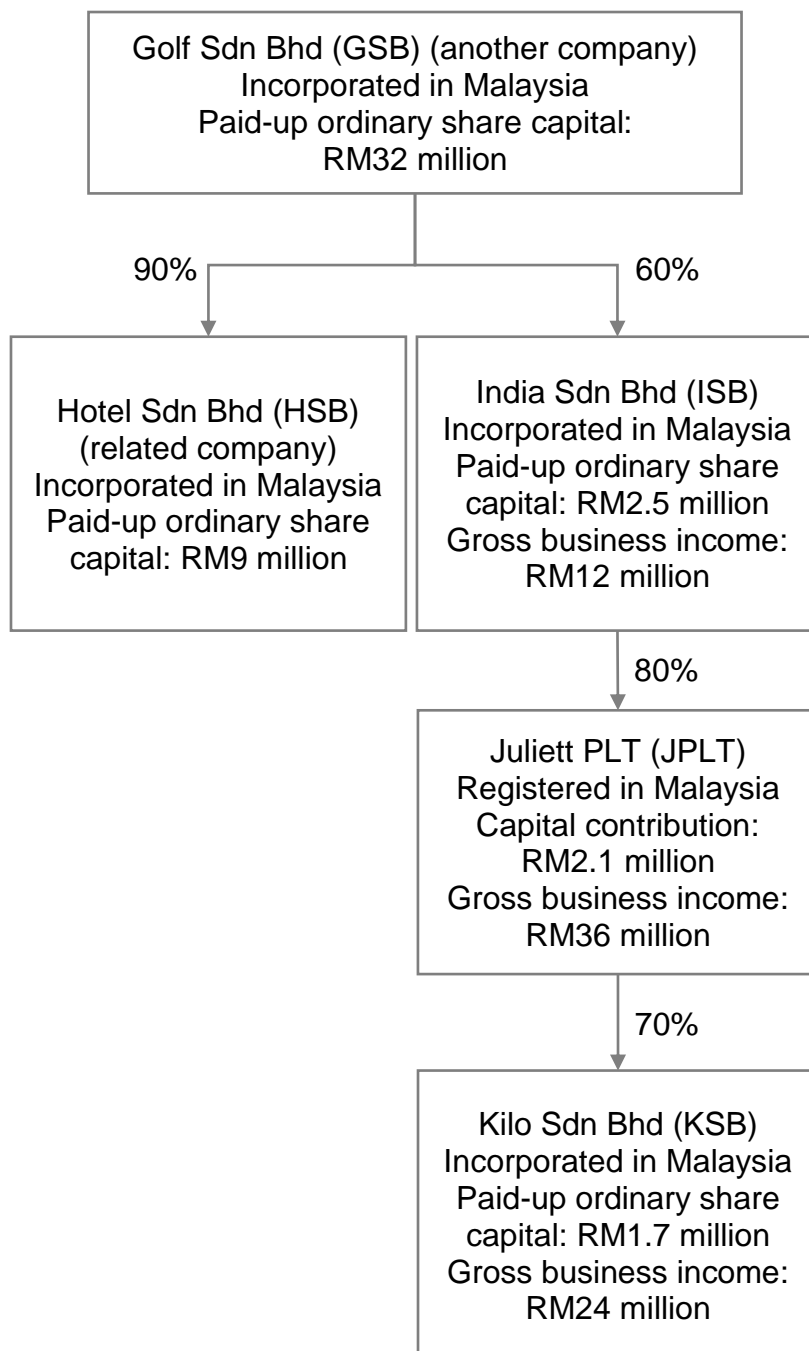 Golf Sdn Bhd (GSB) (another company)
Incorporated in Malaysia
Paid-up ordinary share capital:
RM32 million
90%
60%
Hotel Sdn Bhd (HSB)
(related company)
Incorporated in Malaysia
Paid-up ordinary share
capital: RM9 million
India Sdn Bhd (ISB)
Incorporated in Malaysia
Paid-up ordinary share
capital: RM2.5 million
Gross business income:
RM12 million
80%
Juliett PLT (JPLT)
Registered in Malaysia
Capital contribution:
RM2.1 million
Gross business income:
RM36 million
70%
Kilo Sdn Bhd (KSB)
Incorporated in Malaysia
Paid-up ordinary share
capital: RM1.7 million
Gross business income:
RM24 million